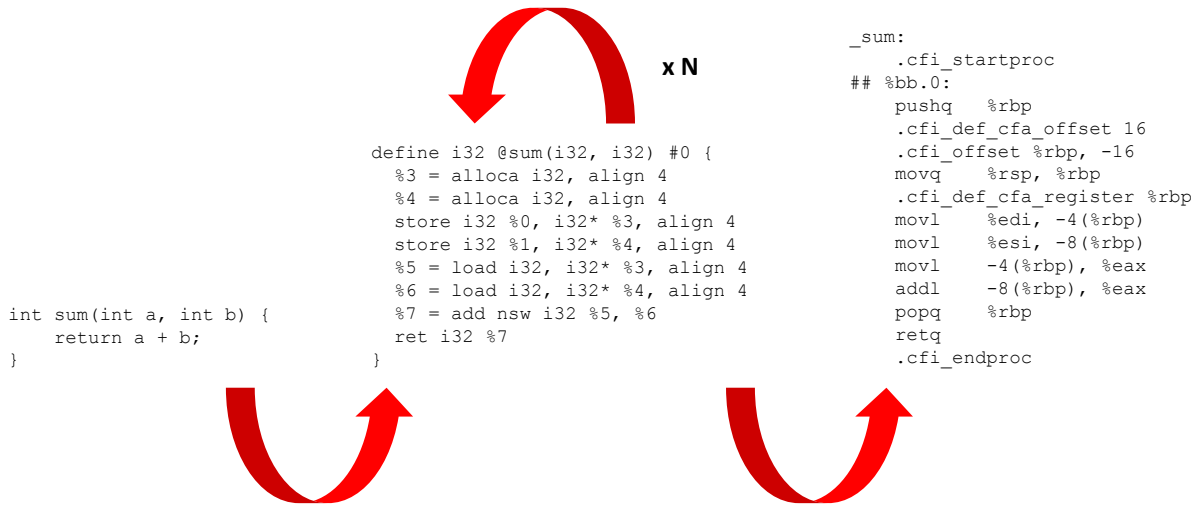 int sum(int a, int b) {
    return a + b;
}
x N
define i32 @sum(i32, i32) #0 {
  %3 = alloca i32, align 4
  %4 = alloca i32, align 4
  store i32 %0, i32* %3, align 4
  store i32 %1, i32* %4, align 4
  %5 = load i32, i32* %3, align 4
  %6 = load i32, i32* %4, align 4
  %7 = add nsw i32 %5, %6
  ret i32 %7
}
_sum:
    .cfi_startproc
## %bb.0:
    pushq   %rbp
    .cfi_def_cfa_offset 16
    .cfi_offset %rbp, -16
    movq    %rsp, %rbp
    .cfi_def_cfa_register %rbp
    movl    %edi, -4(%rbp)
    movl    %esi, -8(%rbp)
    movl    -4(%rbp), %eax
    addl    -8(%rbp), %eax
    popq    %rbp
    retq
    .cfi_endproc